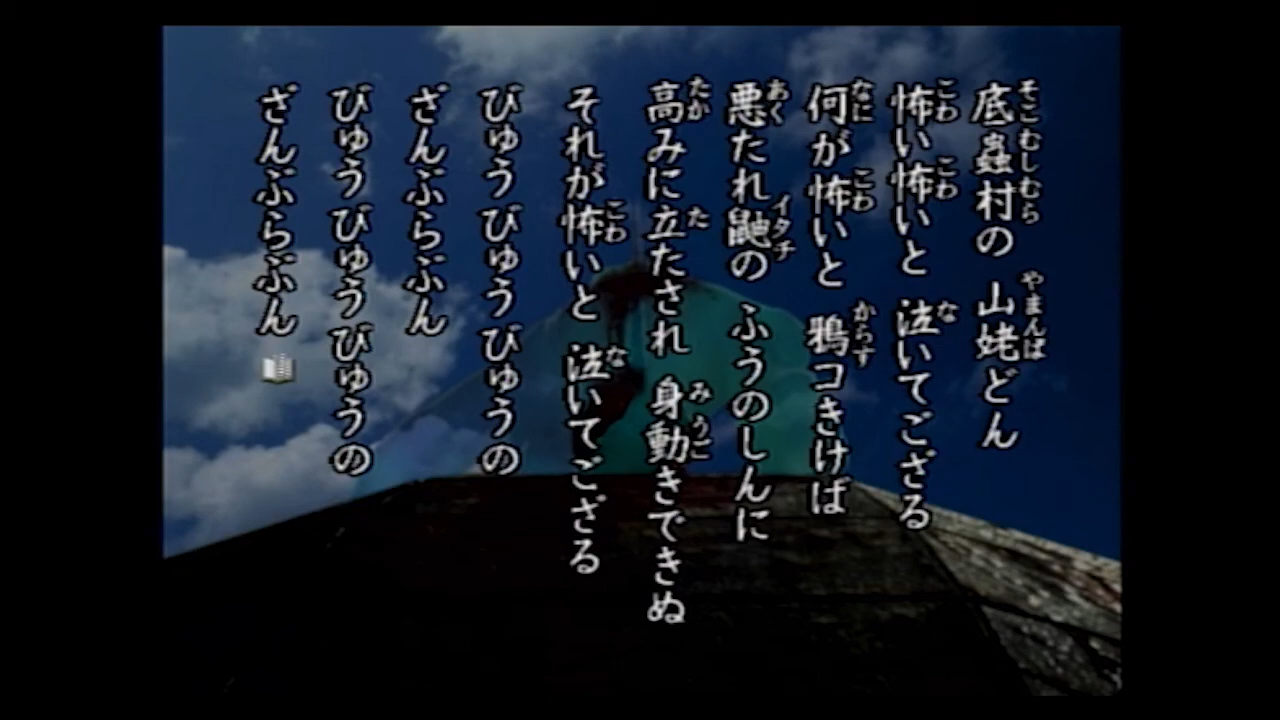 底蟲村の 山姥どん
怖い怖いと 泣いてござる
何が怖いと 鴉コきけば
悪たれ鼬の ふうのしんに
高みに立たされ 身動きできぬ
それが怖いと 泣いてござる
びゅうびゅうびゅうの
ざんぶらぶん
びゅうびゅうびゅうの
ざんぶらぶん